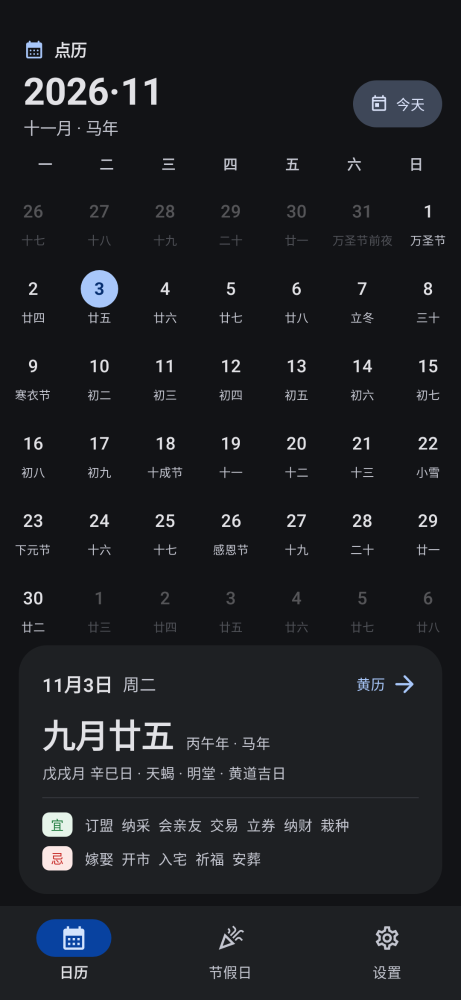 点历
2026·11
十一月 · 马年
今天
一 二 三 四 五 六 日
26 27 28 29 30 31 1
十七 十八 十九 二十 廿一 万圣节前夜 万圣节
2 3 4 5 6 7 8
廿四 廿五 廿六 廿七 廿八 立冬 三十
9 10 11 12 13 14 15
寒衣节 初二 初三 初四 初五 初六 初七
16 17 18 19 20 21 22
初八 初九 十成节 十一 十二 十三 小雪
23 24 25 26 27 28 29
下元节 十六 十七 感恩节 十九 二十 廿一
30 1 2 3 4 5 6
廿二 廿三 廿四 廿五 廿六 廿七 廿八
11月3日 周二 黄历
九月廿五 丙午年 · 马年
戊戌月 辛巳日 · 天蝎 · 明堂 · 黄道吉日
宜 订盟 纳采 会亲友 交易 立券 纳财 栽种
忌 嫁娶 开市 入宅 祈福 安葬
日历 节假日 设置